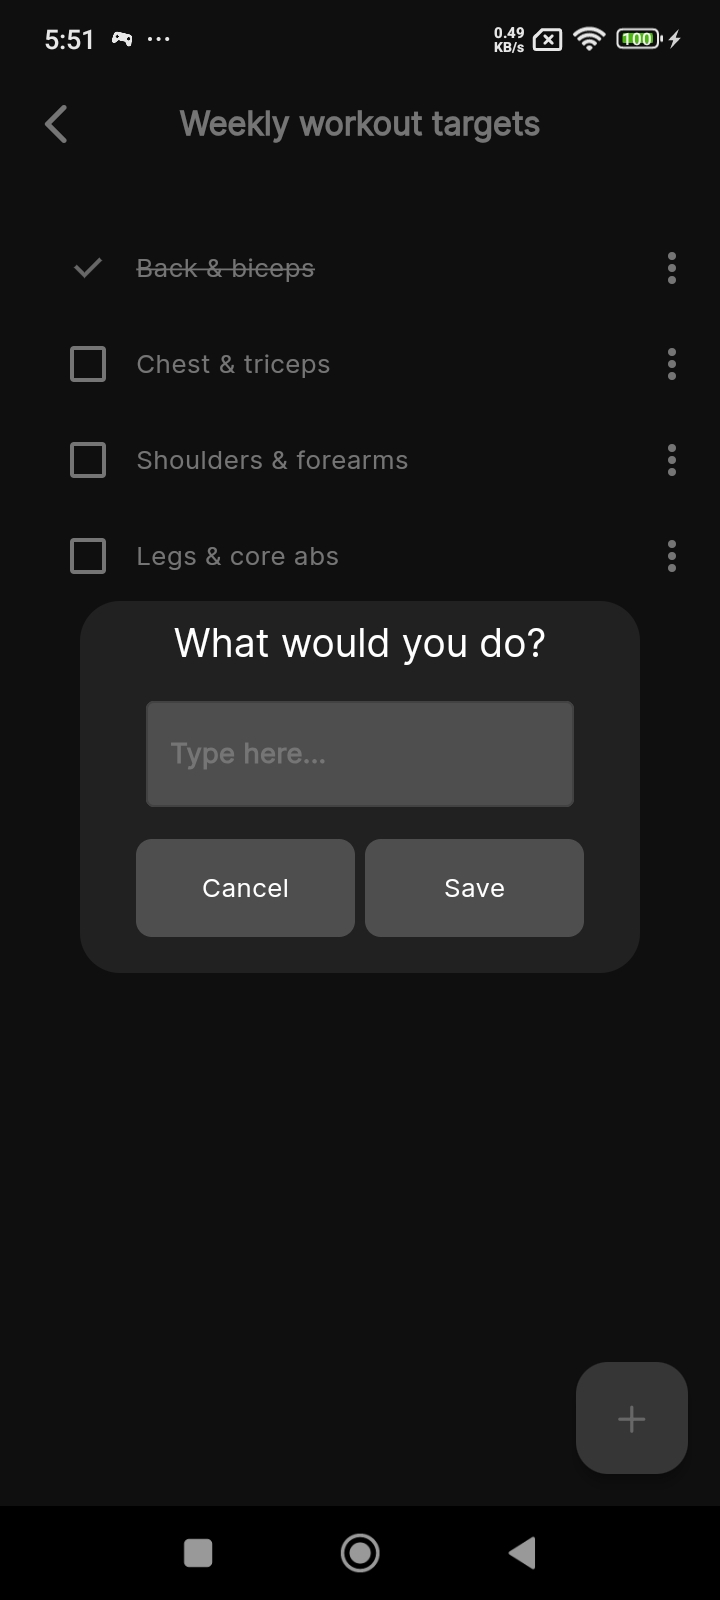 5:51
0.49
KB/s
100
Weekly workout targets
Back & biceps
Chest & triceps
Shoulders & forearms
Legs & core abs
What would you do?
Type here...
Cancel
Save